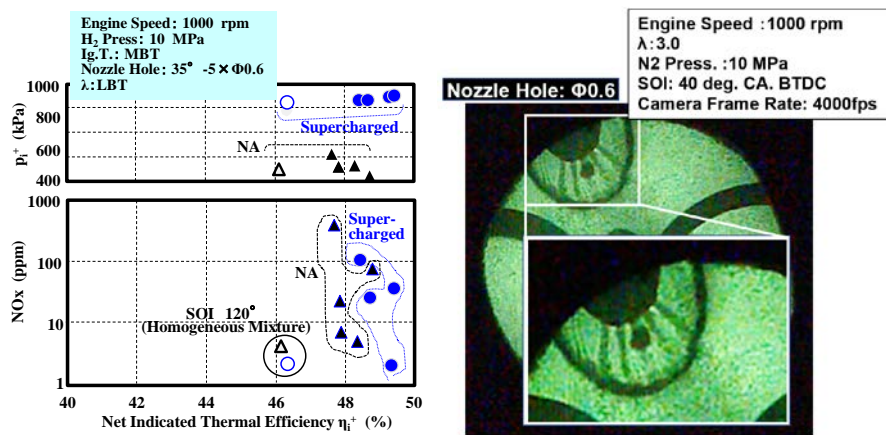 Engine Speed: 1000 rpm
H₂ Press: 10 MPa
Ig.T.: MBT
Nozzle Hole: 35° -5×Φ0.6
λ:LBT
1000
800
600
400
pᵢ⁺ (kPa)
Supercharged
NA
1000
100
10
1
NOx (ppm)
Super-
charged
NA
SOI 120°
(Homogeneous Mixture)
40
42
44
46
48
50
Net Indicated Thermal Efficiency ηᵢ⁺ (%)
Engine Speed :1000 rpm
λ:3.0
N2 Press. :10 MPa
SOI: 40 deg. CA. BTDC
Camera Frame Rate: 4000fps
Nozzle Hole: Φ0.6